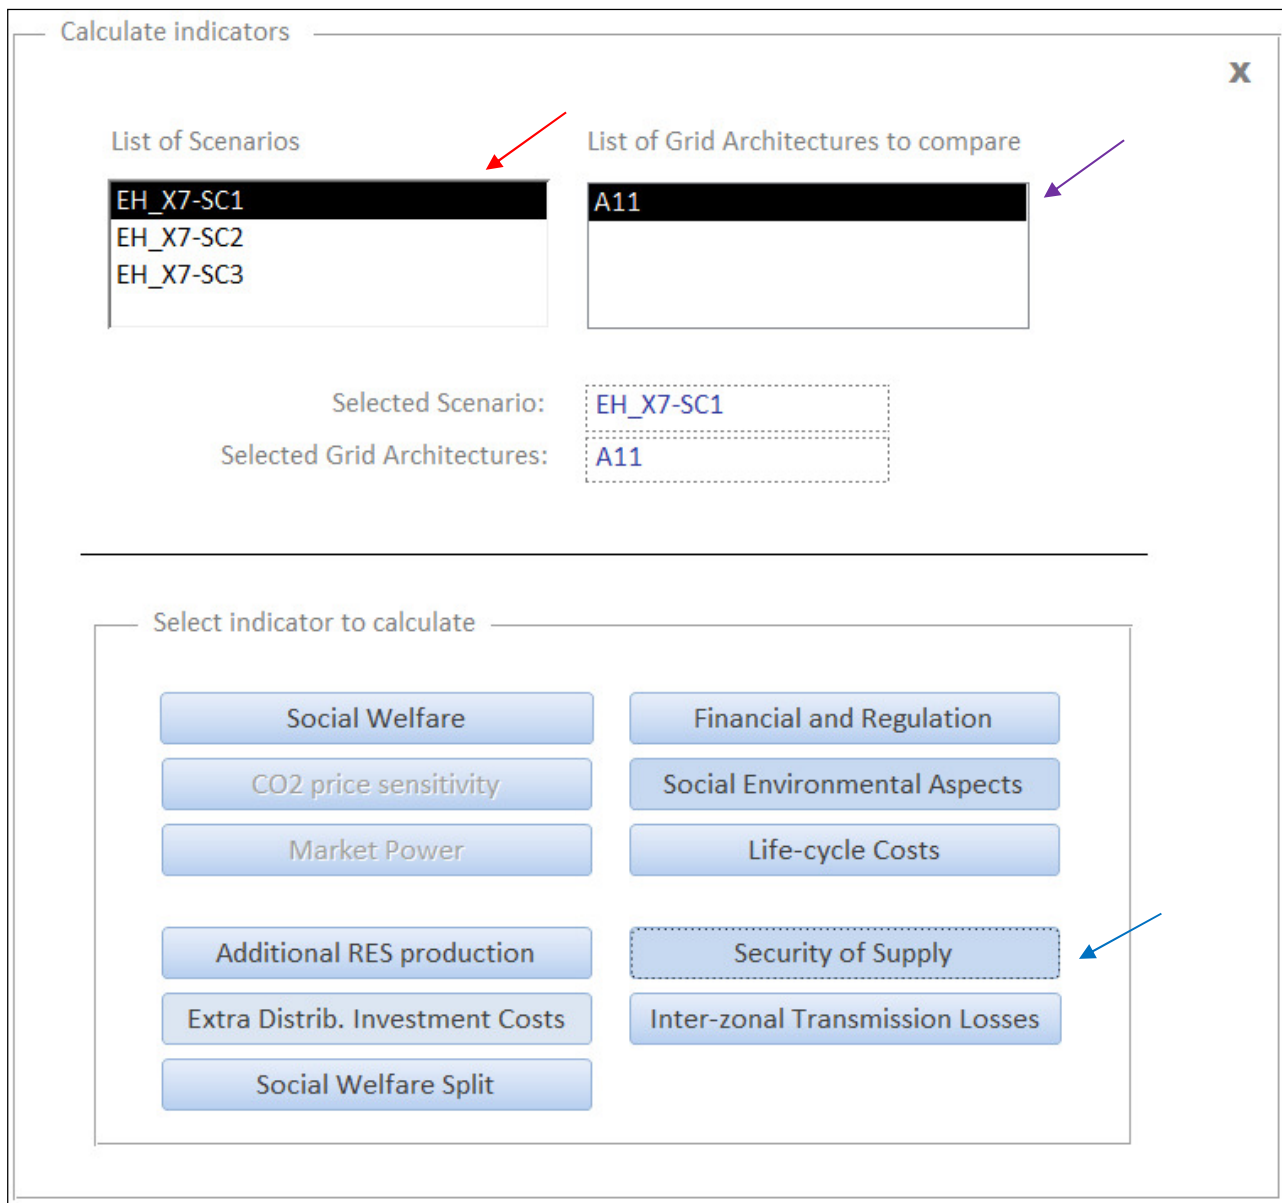 Calculate indicators
X
List of Scenarios
List of Grid Architectures to compare
EH_X7-SC1
EH_X7-SC2
EH_X7-SC3
A11
Selected Scenario:
EH_X7-SC1
Selected Grid Architectures:
A11
Select indicator to calculate
Social Welfare
Financial and Regulation
CO2 price sensitivity
Social Environmental Aspects
Market Power
Life-cycle Costs
Additional RES production
Security of Supply
Extra Distrib. Investment Costs
Inter-zonal Transmission Losses
Social Welfare Split